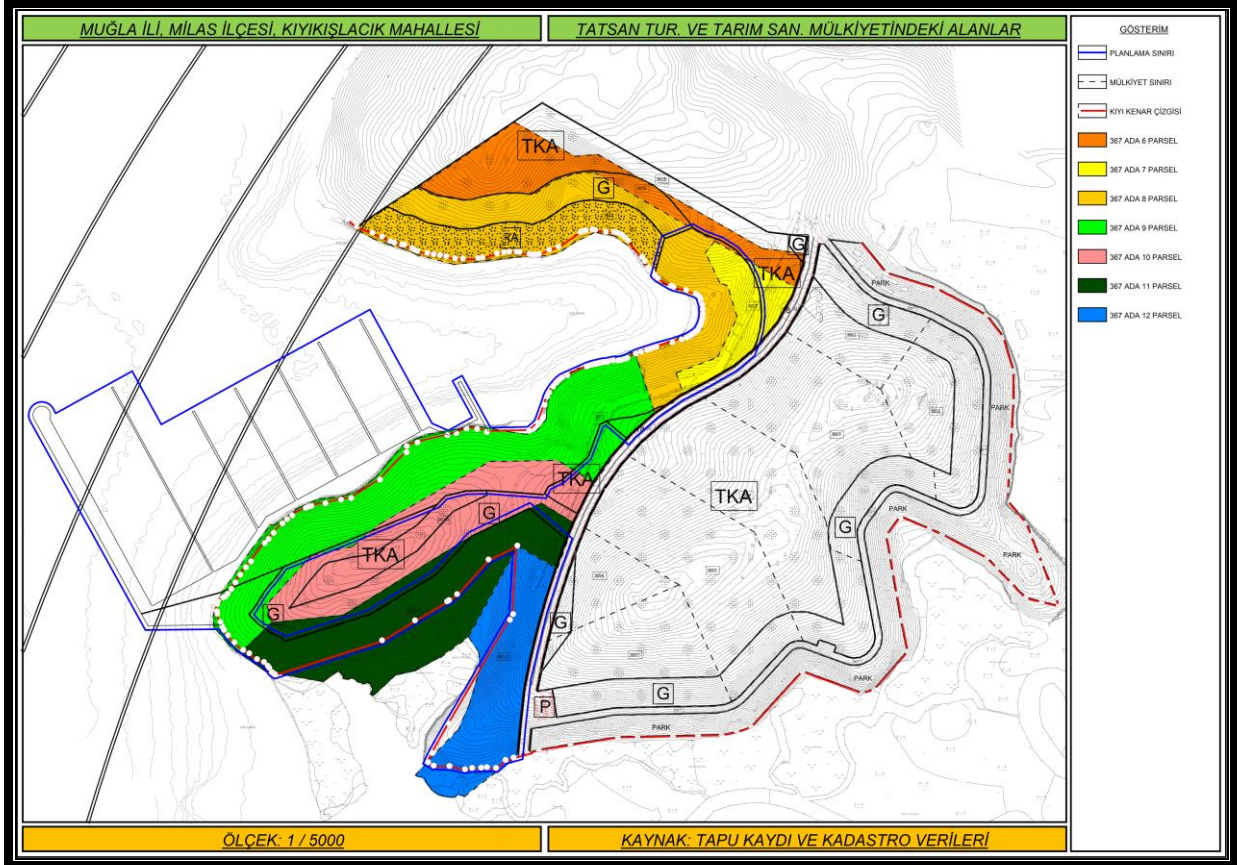 MUĞLA İLİ, MİLAS İLÇESİ, KIYIKIŞLACIK MAHALLESİ
TATSAN TUR. VE TARIM SAN. MÜLKİYETİNDEKİ ALANLAR
GÖSTERİM
PLANLAMA SINIRI
MÜLKİYET SINIRI
KIYI KENAR ÇİZGİSİ
367 ADA 6 PARSEL
367 ADA 7 PARSEL
367 ADA 8 PARSEL
367 ADA 9 PARSEL
367 ADA 10 PARSEL
367 ADA 11 PARSEL
367 ADA 12 PARSEL
TKA
G
G
TKA
PARK
G
PARK
TKA
TKA
G
PARK
G
TKA
PARK
G
G
PARK
G
P
PARK
ÖLÇEK: 1 / 5000
KAYNAK: TAPU KAYDI VE KADASTRO VERİLERİ